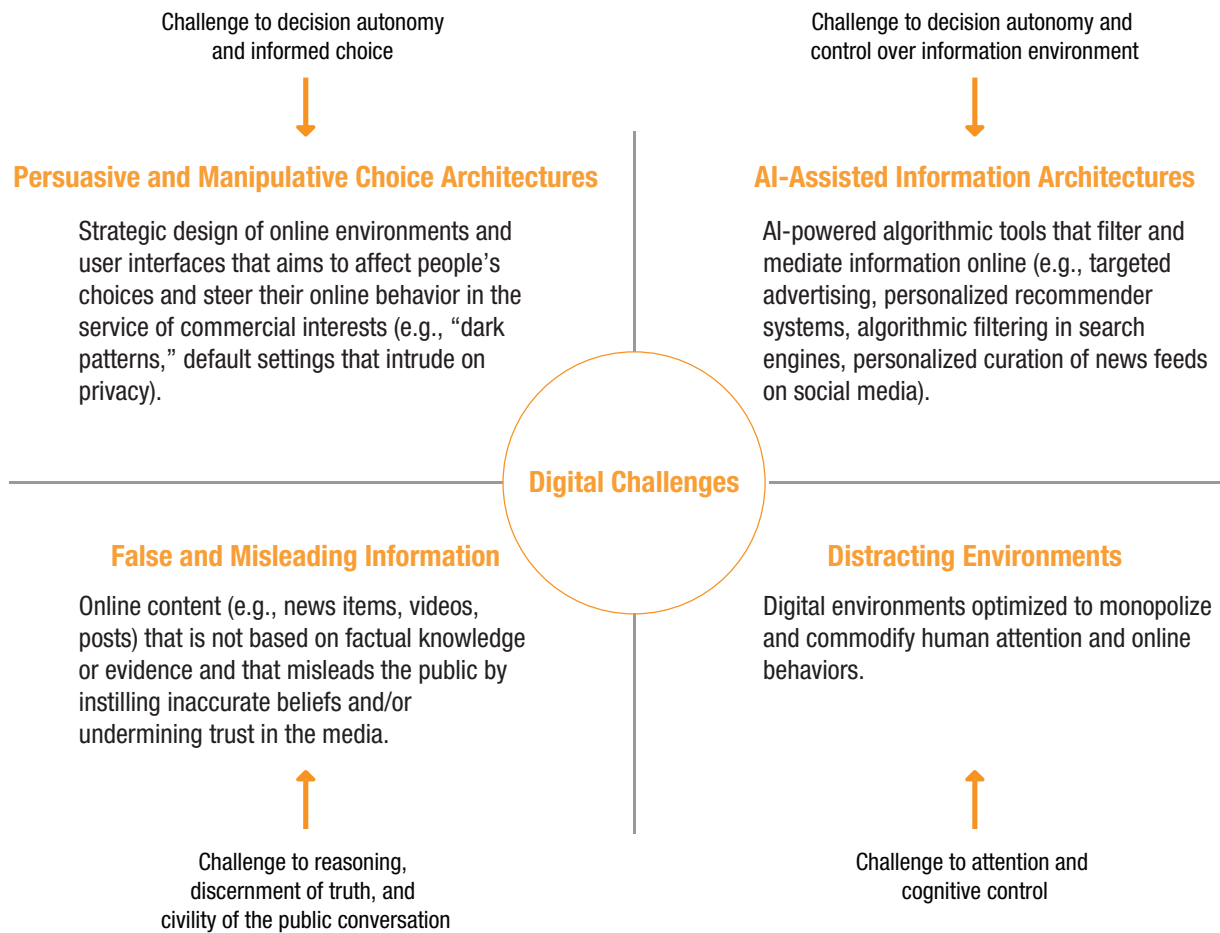 Challenge to decision autonomy
and informed choice
Persuasive and Manipulative Choice Architectures
Strategic design of online environments and
user interfaces that aims to affect people’s
choices and steer their online behavior in the
service of commercial interests (e.g., “dark
patterns,” default settings that intrude on
privacy).
Challenge to decision autonomy and
control over information environment
AI-Assisted Information Architectures
AI-powered algorithmic tools that filter and
mediate information online (e.g., targeted
advertising, personalized recommender
systems, algorithmic filtering in search
engines, personalized curation of news feeds
on social media).
Digital Challenges
False and Misleading Information
Online content (e.g., news items, videos,
posts) that is not based on factual knowledge
or evidence and that misleads the public by
instilling inaccurate beliefs and/or
undermining trust in the media.
Challenge to reasoning,
discernment of truth, and
civility of the public conversation
Distracting Environments
Digital environments optimized to monopolize
and commodify human attention and online
behaviors.
Challenge to attention and
cognitive control